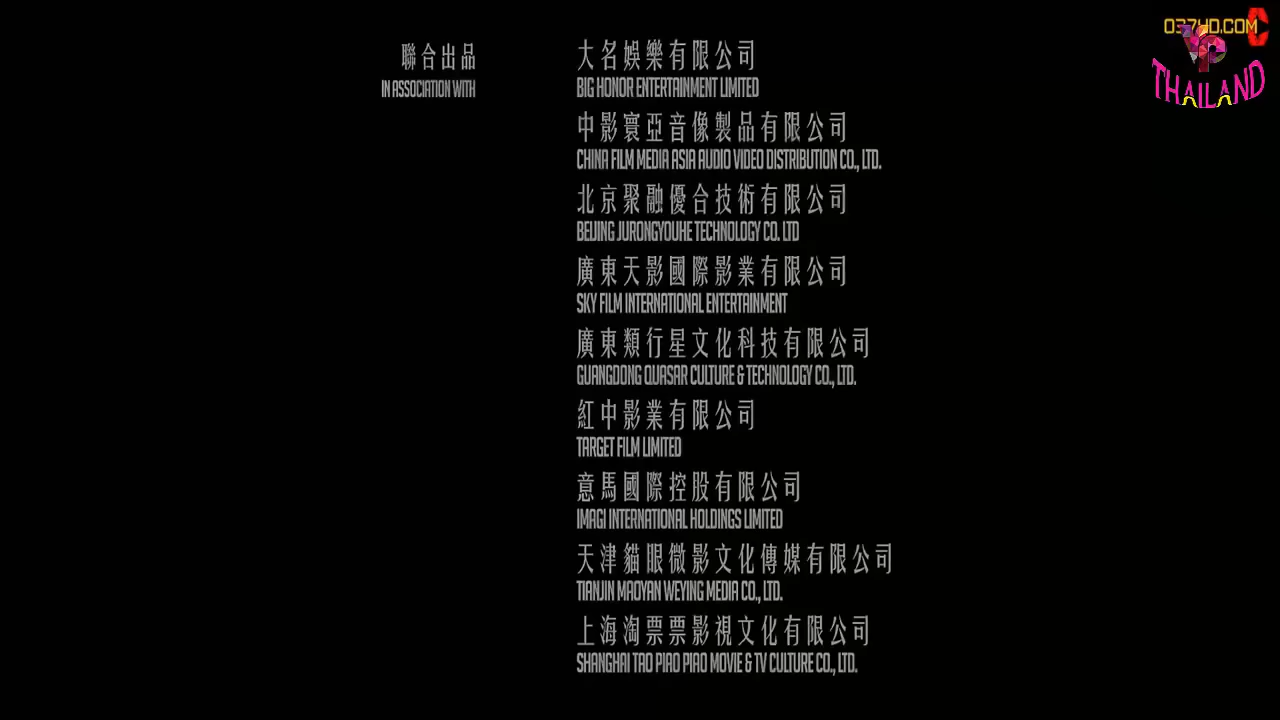 037HD.COM
VP
THAILAND
聯合出品
IN ASSOCIATION WITH
大名娛樂有限公司
BIG HONOR ENTERTAINMENT LIMITED
中影寰亞音像製品有限公司
CHINA FILM MEDIA ASIA AUDIO VIDEO DISTRIBUTION CO., LTD.
北京聚融優合技術有限公司
BEIJING JURONGYOUHE TECHNOLOGY CO. LTD
廣東天影國際影業有限公司
SKY FILM INTERNATIONAL ENTERTAINMENT
廣東類行星文化科技有限公司
GUANGDONG QUASAR CULTURE & TECHNOLOGY CO., LTD.
紅中影業有限公司
TARGET FILM LIMITED
意馬國際控股有限公司
IMAGI INTERNATIONAL HOLDINGS LIMITED
天津貓眼微影文化傳媒有限公司
TIANJIN MAOYAN WEYING MEDIA CO., LTD.
上海淘票票影視文化有限公司
SHANGHAI TAO PIAO PIAO MOVIE & TV CULTURE CO., LTD.